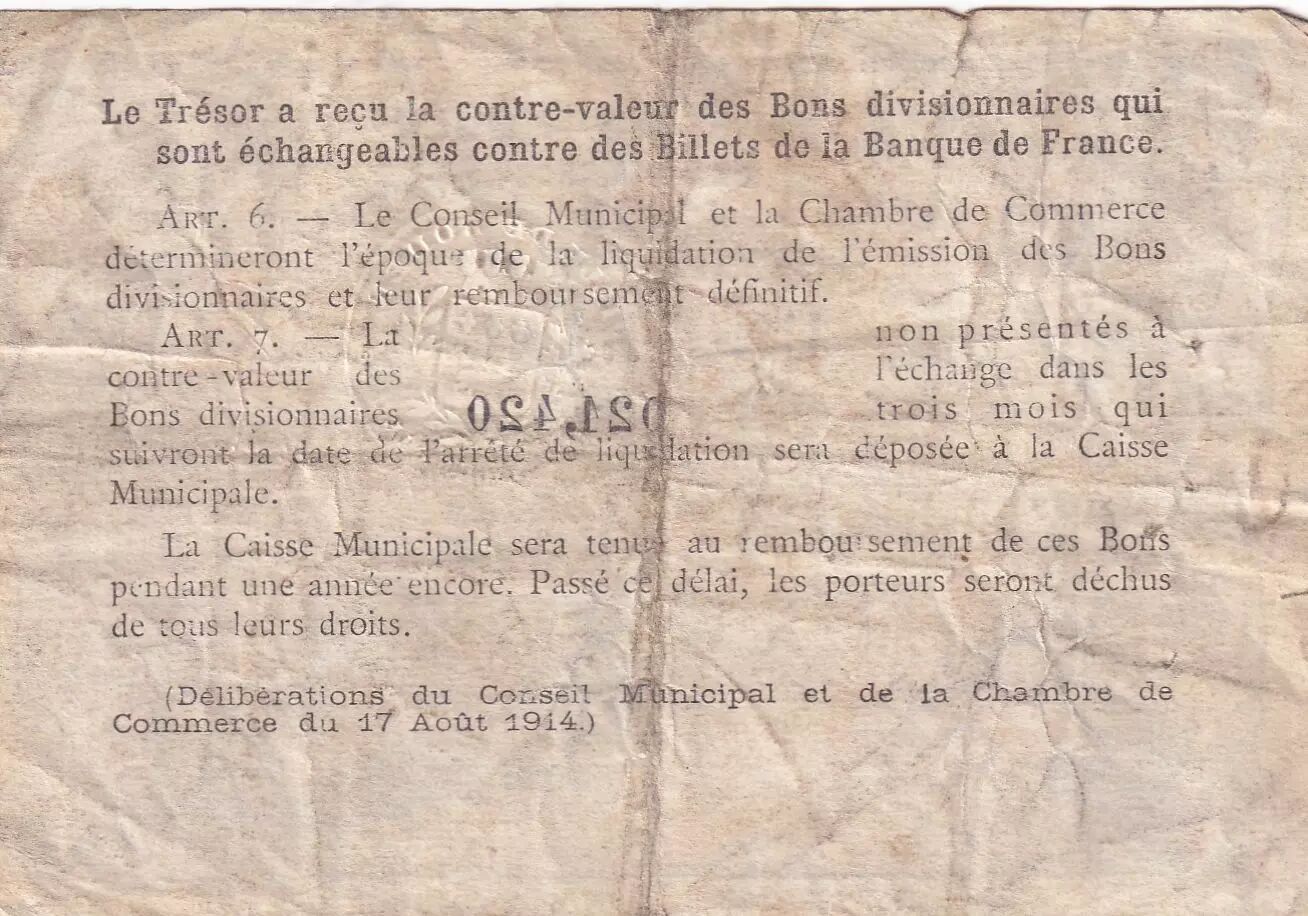 Le Trésor a reçu la contre-valeur des Bons divisionnaires qui
sont échangeables contre des Billets de la Banque de France.
ART. 6. — Le Conseil Municipal et la Chambre de Commerce
détermineront l'époque de la liquidation de l'émission des Bons
divisionnaires et leur remboursement définitif.
ART. 7. — La non présentés à
contre-valeur des l'échange dans les
Bons divisionnaires 021,420 trois mois qui
suivront la date de l'arrêté de liquidation sera déposée à la Caisse
Municipale.
La Caisse Municipale sera tenue au remboursement de ces Bons
pendant une année encore. Passé ce délai, les porteurs seront déchus
de tous leurs droits.
(Délibérations du Conseil Municipal et de la Chambre de
Commerce du 17 Août 1914.)